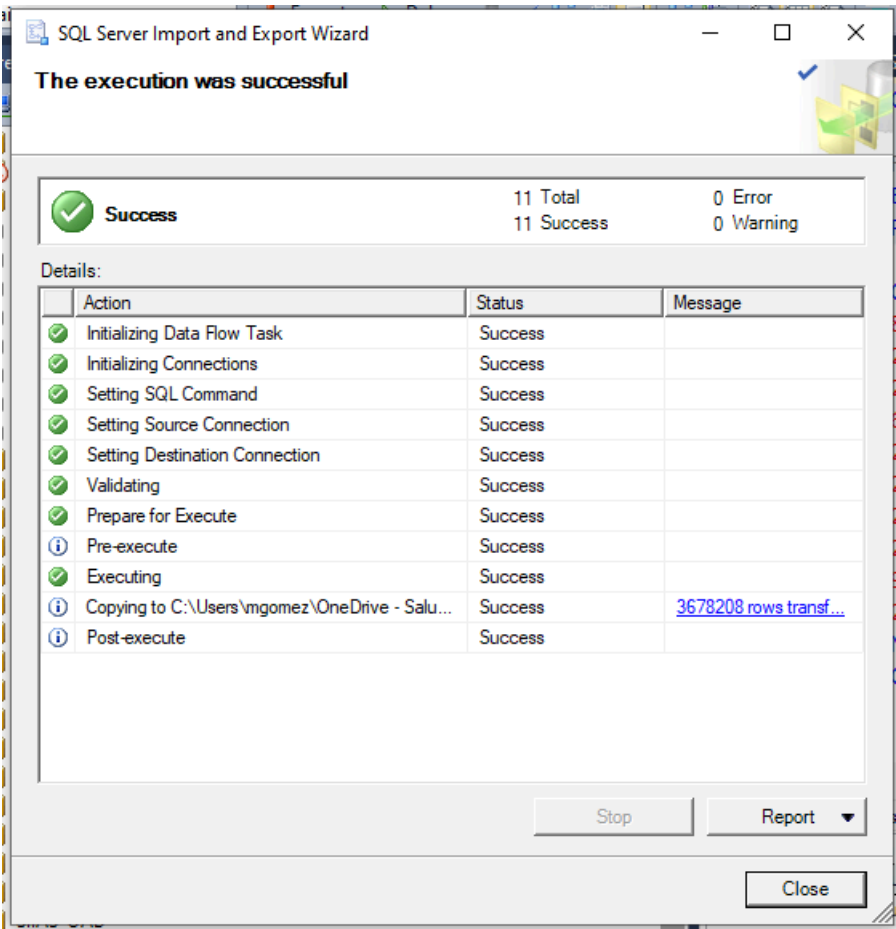 SQL Server Import and Export Wizard
The execution was successful
Success
11 Total 0 Error
11 Success 0 Warning
Details:
Action Status Message
Initializing Data Flow Task Success
Initializing Connections Success
Setting SQL Command Success
Setting Source Connection Success
Setting Destination Connection Success
Validating Success
Prepare for Execute Success
Pre-execute Success
Executing Success
Copying to C:\Users\mgomez\OneDrive - Salu... Success 3678208 rows transf...
Post-execute Success
Stop Report
Close